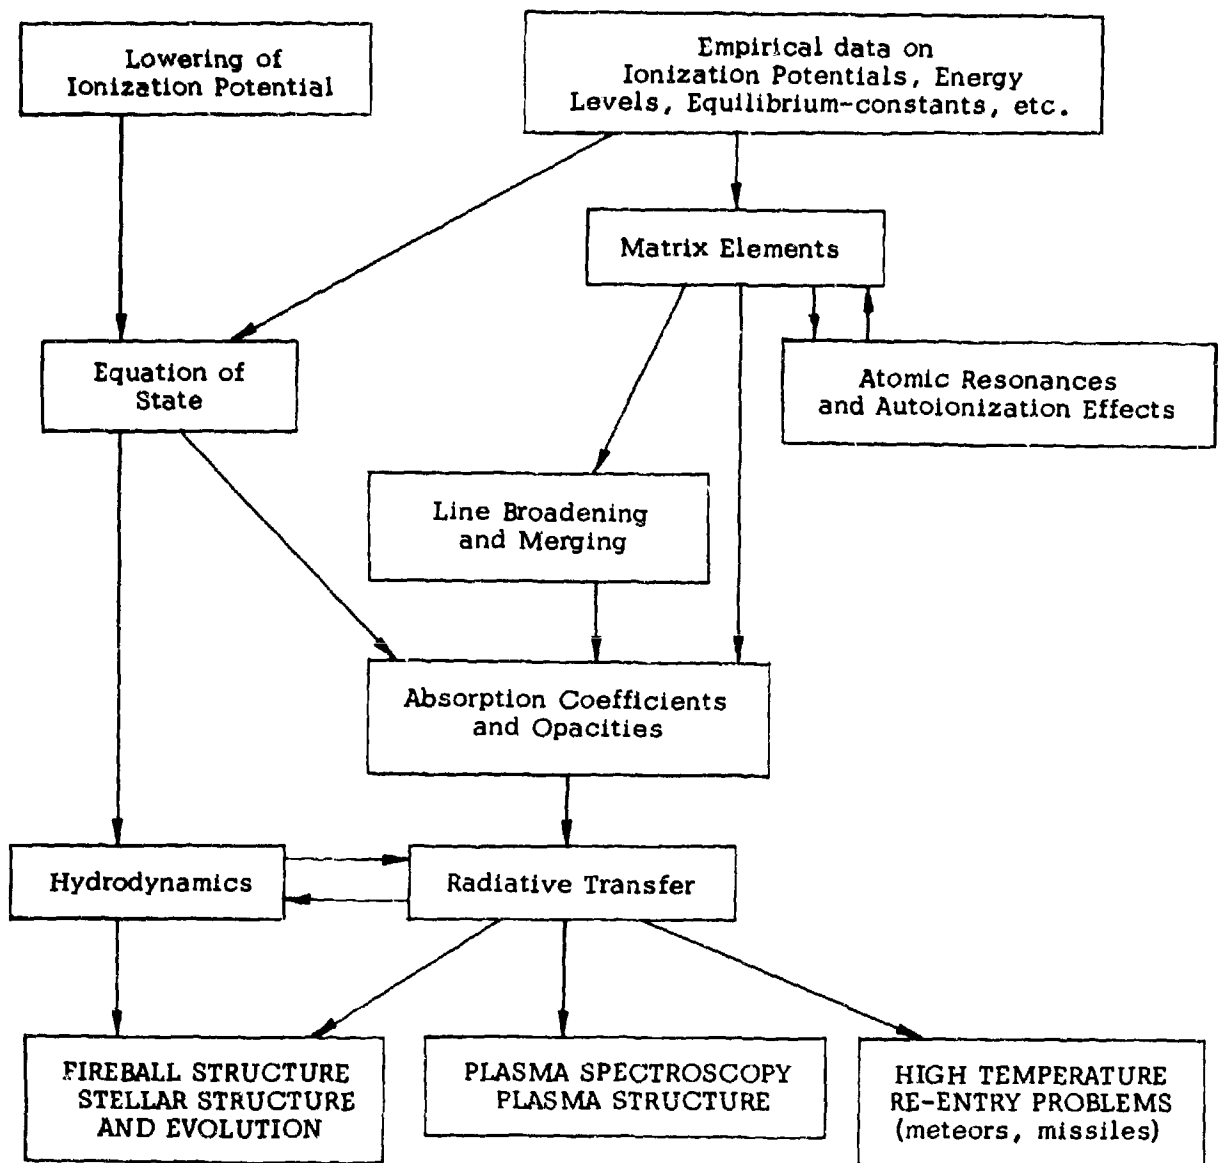 Lowering of
Ionization Potential
Empirical data on
Ionization Potentials, Energy
Levels, Equilibrium-constants, etc.
Matrix Elements
Equation of
State
Atomic Resonances
and Autoionization Effects
Line Broadening
and Merging
Absorption Coefficients
and Opacities
Hydrodynamics
Radiative Transfer
FIREBALL STRUCTURE
STELLAR STRUCTURE
AND EVOLUTION
PLASMA SPECTROSCOPY
PLASMA STRUCTURE
HIGH TEMPERATURE
RE-ENTRY PROBLEMS
(meteors, missiles)